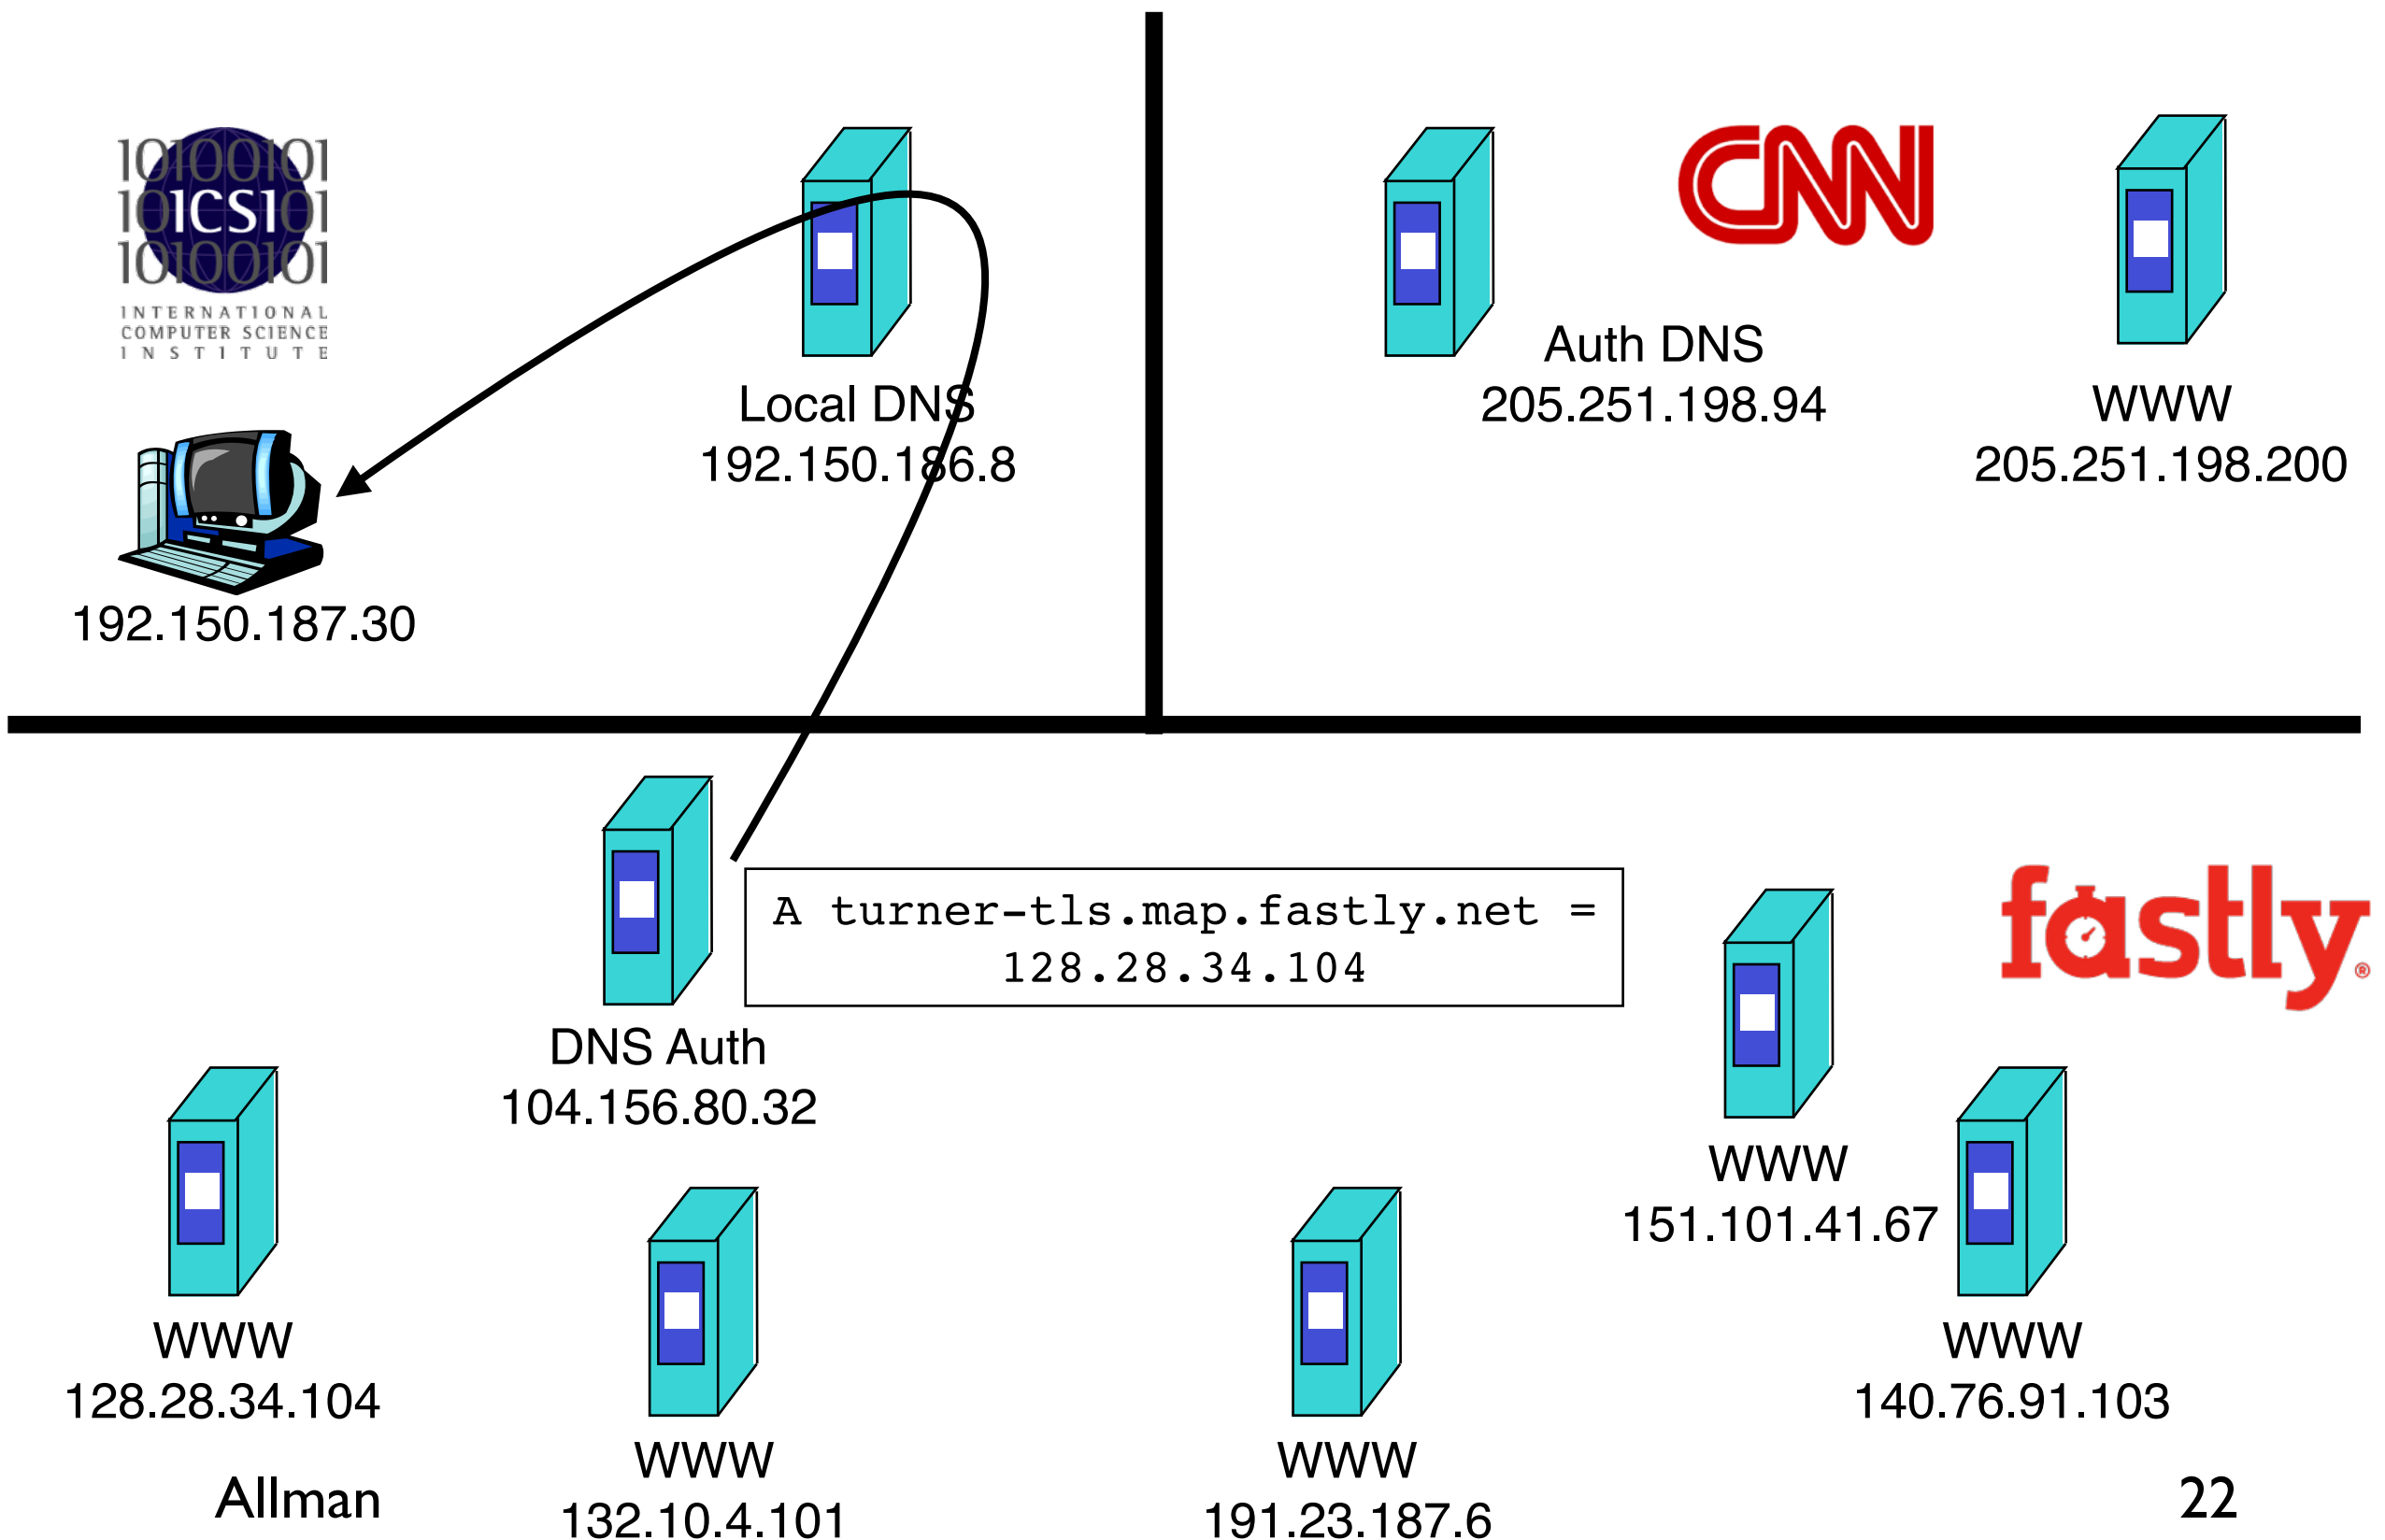 1010010101
ICSI
INTERNATIONAL
COMPUTER SCIENCE
INSTITUTE
192.150.187.30
Local DNS
192.150.186.8
CNN
Auth DNS
205.251.198.94
WWW
205.251.198.200
A turner-tls.map.fastly.net =
128.28.34.104
DNS Auth
104.156.80.32
fastly®
WWW
151.101.41.67
WWW
140.76.91.103
WWW
128.28.34.104
WWW
132.10.4.101
WWW
191.23.187.6
Allman
22